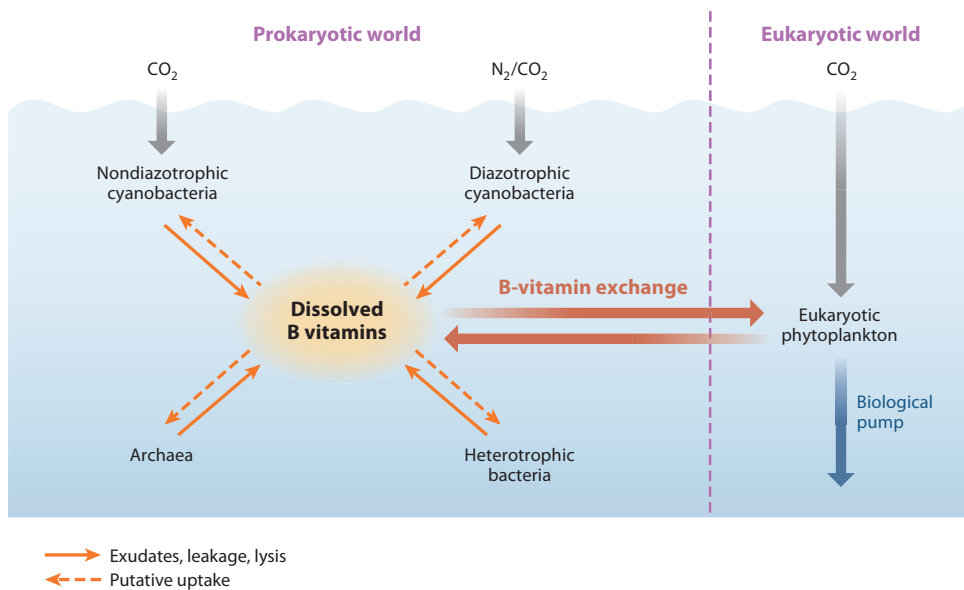 Prokaryotic world
Eukaryotic world
CO₂
N₂/CO₂
CO₂
Nondiazotrophic
cyanobacteria
Diazotrophic
cyanobacteria
B-vitamin exchange
Dissolved
B vitamins
Eukaryotic
phytoplankton
Biological
pump
Archaea
Heterotrophic
bacteria
Exudates, leakage, lysis
Putative uptake